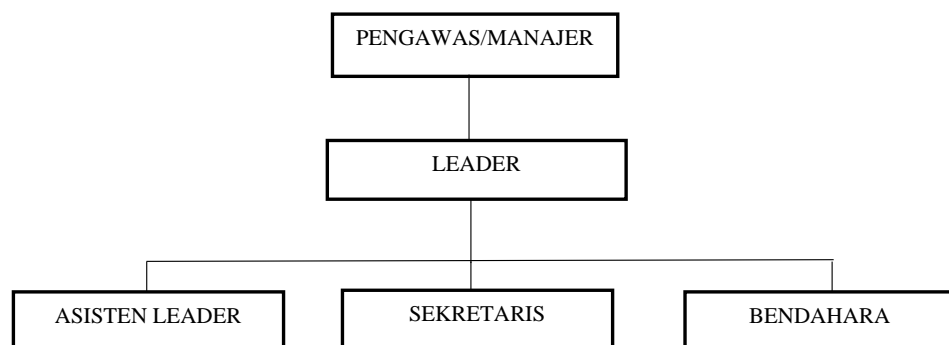 PENGAWAS/MANAJER
LEADER
ASISTEN LEADER
SEKRETARIS
BENDAHARA